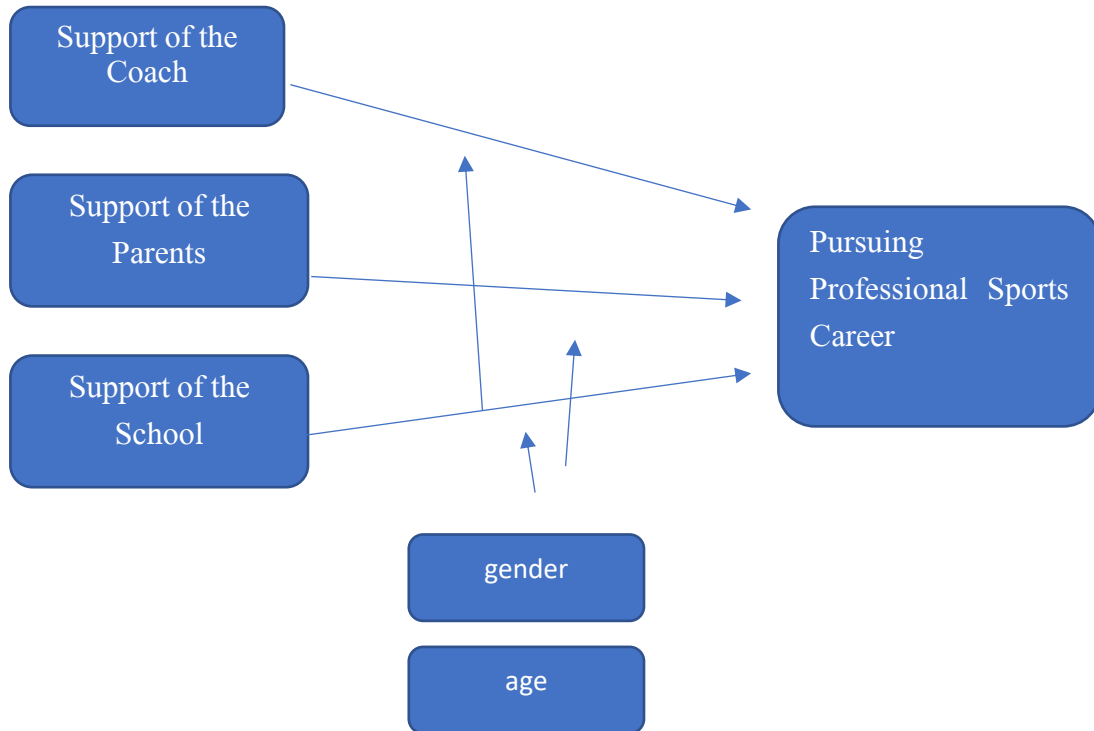 Support of the
Coach
Support of the
Parents
Support of the
School
Pursuing
Professional Sports
Career
gender
age